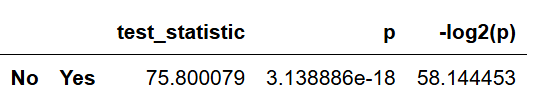 test_statistic p -log2(p)
No Yes 75.800079 3.138886e-18 58.144453